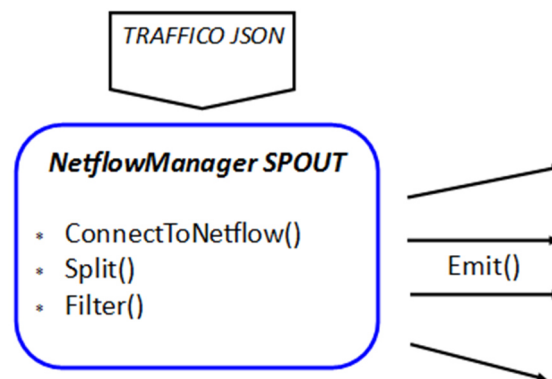 TRAFFICO JSON
NetflowManager SPOUT
* ConnectToNetflow()
* Split()
* Filter()
Emit()